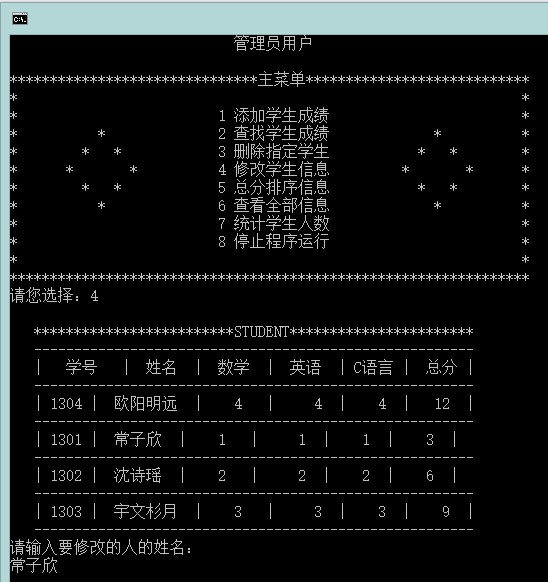 管理员用户
*******************************主菜单****************************
* *
* 1 添加学生成绩 *
* * 2 查找学生成绩 * *
* * * 3 删除指定学生 * * *
* * * 4 修改学生信息 * * *
* * * 5 总分排序信息 * * *
* * 6 查看全部信息 * *
* 7 统计学生人数 *
* 8 停止程序运行 *
* *
*****************************************************************
请您选择：4
*************************STUDENT***********************
-------------------------------------------------------
| 学号 | 姓名 | 数学 | 英语 | C语言 | 总分 |
-------------------------------------------------------
| 1304 | 欧阳明远 | 4 | 4 | 4 | 12 |
-------------------------------------------------------
| 1301 | 常子欣 | 1 | 1 | 1 | 3 |
-------------------------------------------------------
| 1302 | 沈诗瑶 | 2 | 2 | 2 | 6 |
-------------------------------------------------------
| 1303 | 宇文杉月 | 3 | 3 | 3 | 9 |
-------------------------------------------------------
请输入要修改的人的姓名：
常子欣